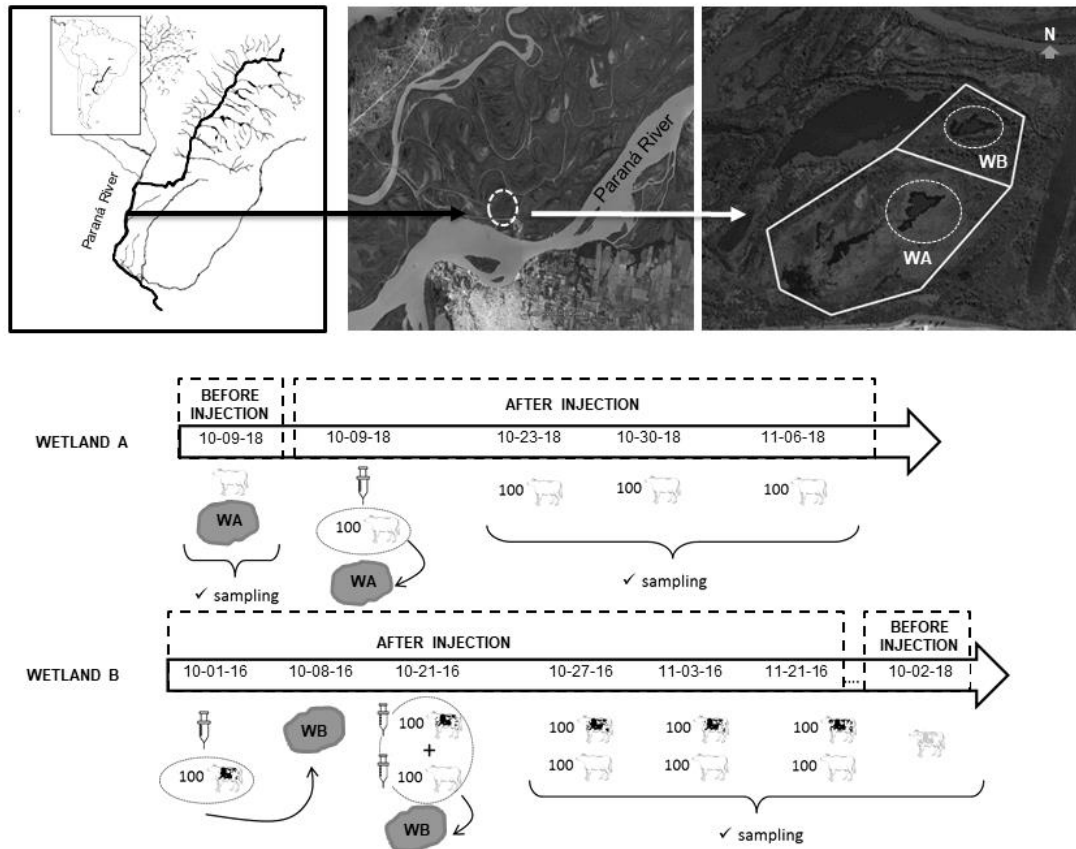 Paraná River
Paraná River
N
WB
WA
BEFORE
INJECTION
AFTER INJECTION
WETLAND A
10-09-18
10-09-18
10-23-18
10-30-18
11-06-18
100
100
100
WA
100
WA
✓ sampling
✓ sampling
AFTER INJECTION
BEFORE
INJECTION
WETLAND B
10-01-16
10-08-16
10-21-16
10-27-16
11-03-16
11-21-16
....
10-02-18
100
WB
100
+
100
WB
100
100
100
100
100
100
✓ sampling